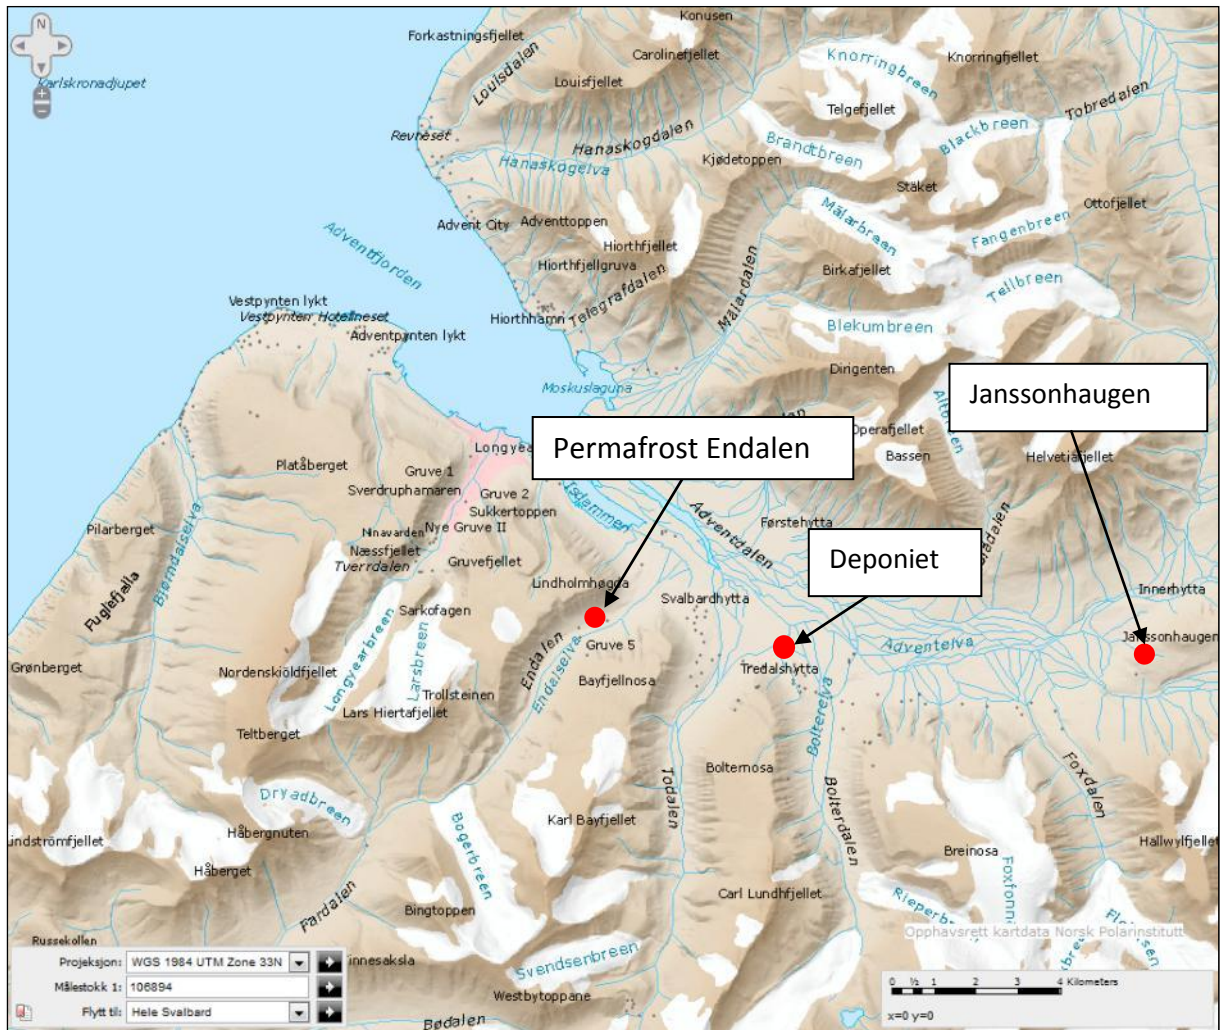 Konusen
N
Forkastningsfjellet
Carolinefjellet
Knorringbreen
Knorringfjellet
Karlskronadjupet
Louisdalen
Louisfjellet
Telgefjellet
Tobredalen
Revneset
Hanaskogdalen
Blackbreen
Hanaskogelva
Kjødetoppen
Brandtbreen
Stäket
Ottofjellet
Advent City
Adventtoppen
Mälarbreen
Fangenbreen
Adventfjorden
Hiorthfjellet
Hiorthfjellgruva
Birkafjellet
Tellbreen
Vestpynten lykt
Telegrafdalen
Mälardalen
Vestpynten Hotellneset
Hiorthhamn
Blekumbreen
Adventpynten lykt
Dirigenten
Moskuslaguna
Janssonhaugen
Operafjellet
Permafrost Endalen
Bassen
Helvetiafjellet
Platåberget
Gruve 1
Sverdruphamaren
Gruve 2
Sukkertoppen
Pilarberget
Bjørndalselva
Ninavarden
Nye Gruve II
Adventdalen
Førstehytta
Næssfjellet
Tverrdalen
Gruvefjellet
Deponiet
Fuglefjella
Lindholmhøgda
Svalbardhytta
Innerhytta
Sarkofagen
Janssonhaugen
Grønberget
Endalen
Endalselva
Gruve 5
Adventelva
Nordenskiöldfjellet
Longyearbreen
Larsbreen
Bayfjellnosa
Tredalshytta
Trollsteinen
Lars Hiertafjellet
Bolterelva
Teltberget
Todalen
Bolternosa
Foxdalen
Dryadbreen
Bolterdalen
Håbergnuten
Bogerbreen
Karl Bayfjellet
Hallwylfjellet
Breinosa
Håberget
Foxfonna
Fardalen
Carl Lundhfjellet
Bingtoppen
Opphavsrett kartdata Norsk Polarinstitutt
Russekollen
Svendsenbreen
Projeksjon: WGS 1984 UTM Zone 33N
Målestokk 1: 106894
Westbytoppane
Flytt til: Hele Svalbard
Bødalen
0 ½ 1 2 3 4 Kilometers
x=0 y=0